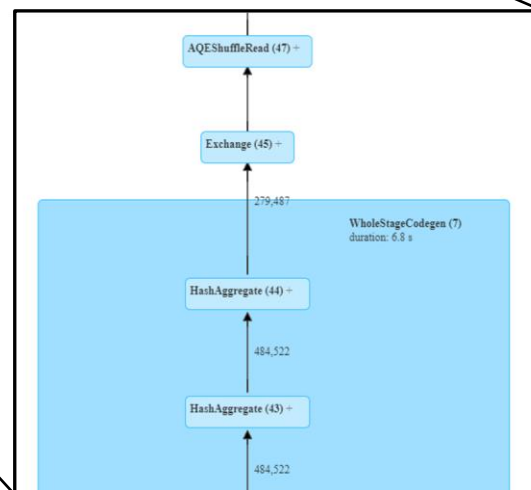 AQEShuffleRead (47) +
Exchange (45) +
279,487
WholeStageCodegen (7)
duration: 6.8 s
HashAggregate (44) +
484,522
HashAggregate (43) +
484,522